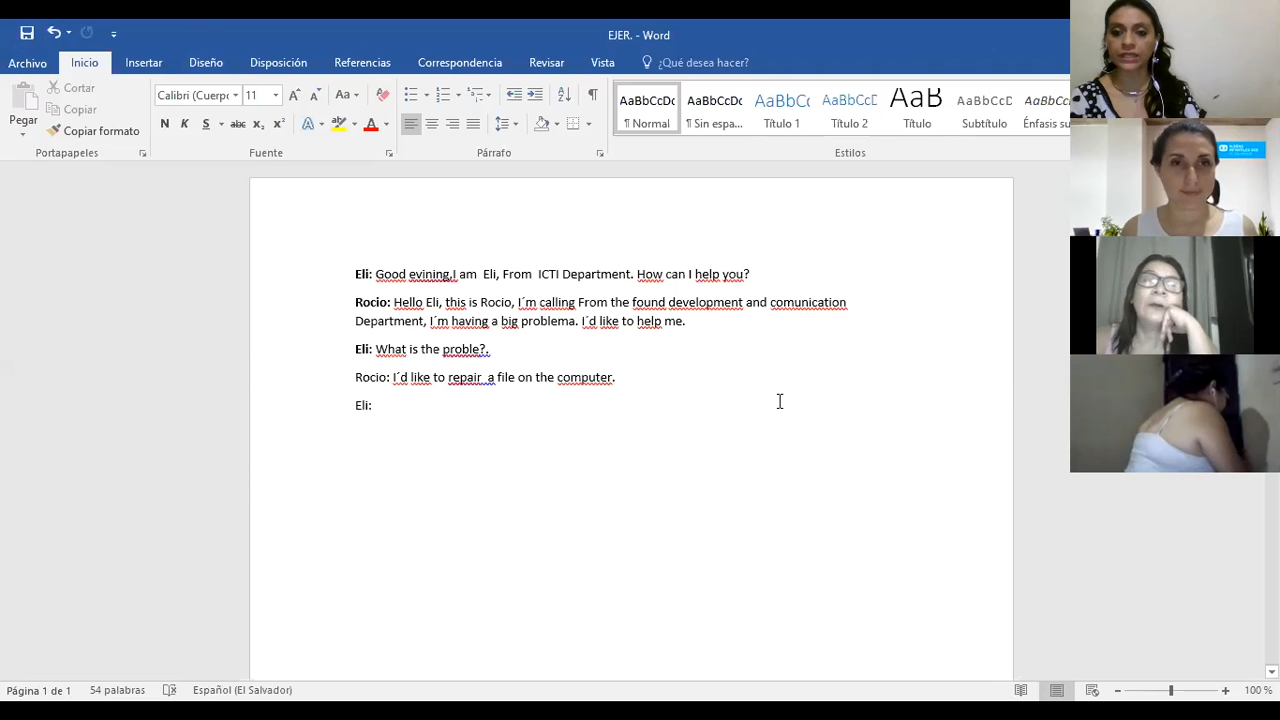 EJER. - Word
Archivo Inicio Insertar Diseño Disposición Referencias Correspondencia Revisar Vista ¿Qué desea hacer?
Cortar
Copiar
Copiar formato
Pegar
Portapapeles
Calibri (Cuerpo 11
N K S abc x₂ x²
Fuente
Párrafo
AaBbCcDc AaBbCcDc AaBbCc AaBbCcD AaB AaBbCcD AaBbCcDc
¶ Normal ¶ Sin espa... Título 1 Título 2 Título Subtítulo Énfasis su
Estilos
Eli: Good evining,I am Eli, From ICTI Department. How can I help you?
Rocio: Hello Eli, this is Rocio, I´m calling From the found development and comunication
Department, I´m having a big problema. I´d like to help me.
Eli: What is the proble?.
Rocio: I´d like to repair a file on the computer.
Eli:
Página 1 de 1 54 palabras Español (El Salvador) 100 %